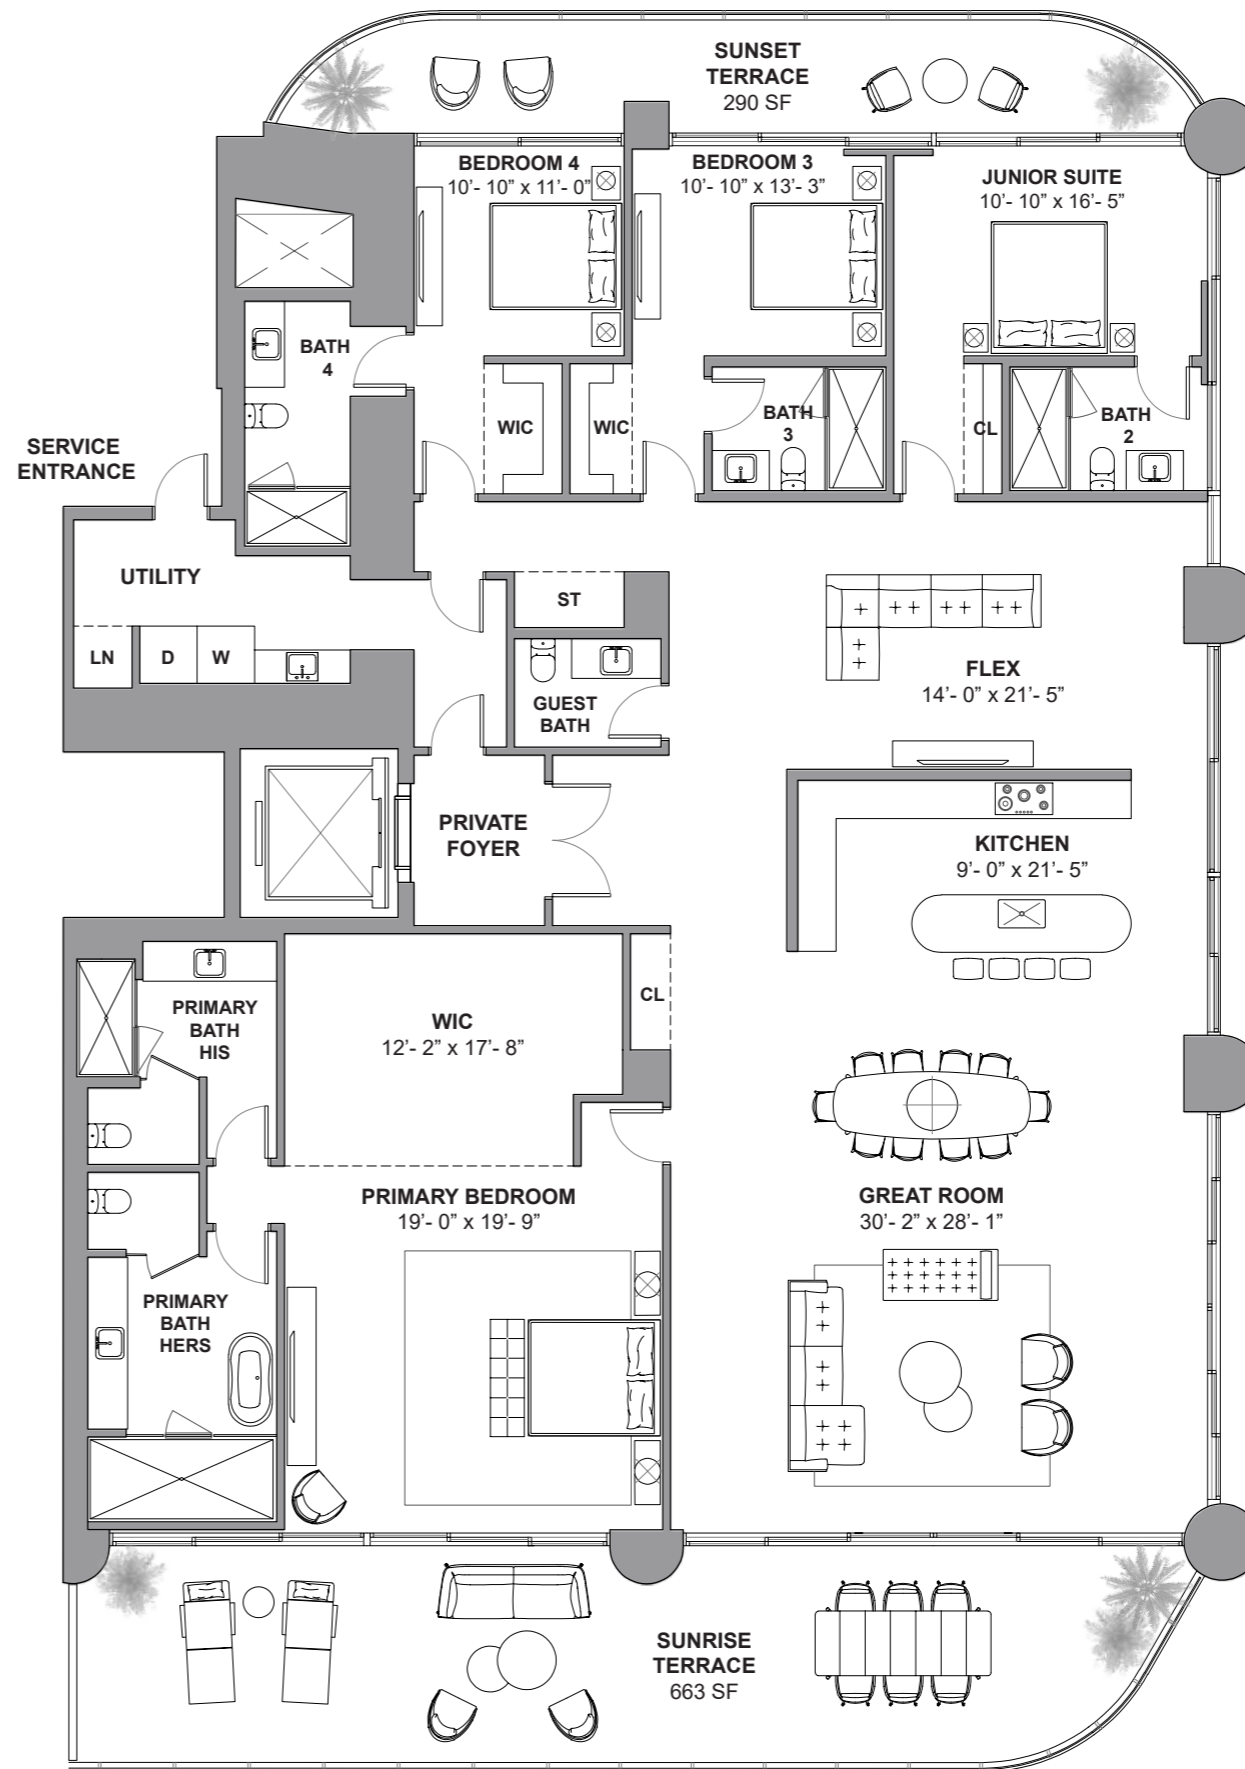 SUNSET
TERRACE
290 SF
BEDROOM 4
10’- 10” x 11’- 0”
BEDROOM 3
10’- 10” x 13’- 3”
JUNIOR SUITE
10’- 10” x 16’- 5”
BATH
4
WIC
WIC
BATH
3
CL
BATH
2
SERVICE
ENTRANCE
UTILITY
LN
D
W
ST
GUEST
BATH
FLEX
14’- 0” x 21’- 5”
PRIVATE
FOYER
KITCHEN
9’- 0” x 21’- 5”
PRIMARY
BATH
HIS
WIC
12’- 2” x 17’- 8”
CL
PRIMARY BEDROOM
19’- 0” x 19’- 9”
GREAT ROOM
30’- 2” x 28’- 1”
PRIMARY
BATH
HERS
SUNRISE
TERRACE
663 SF